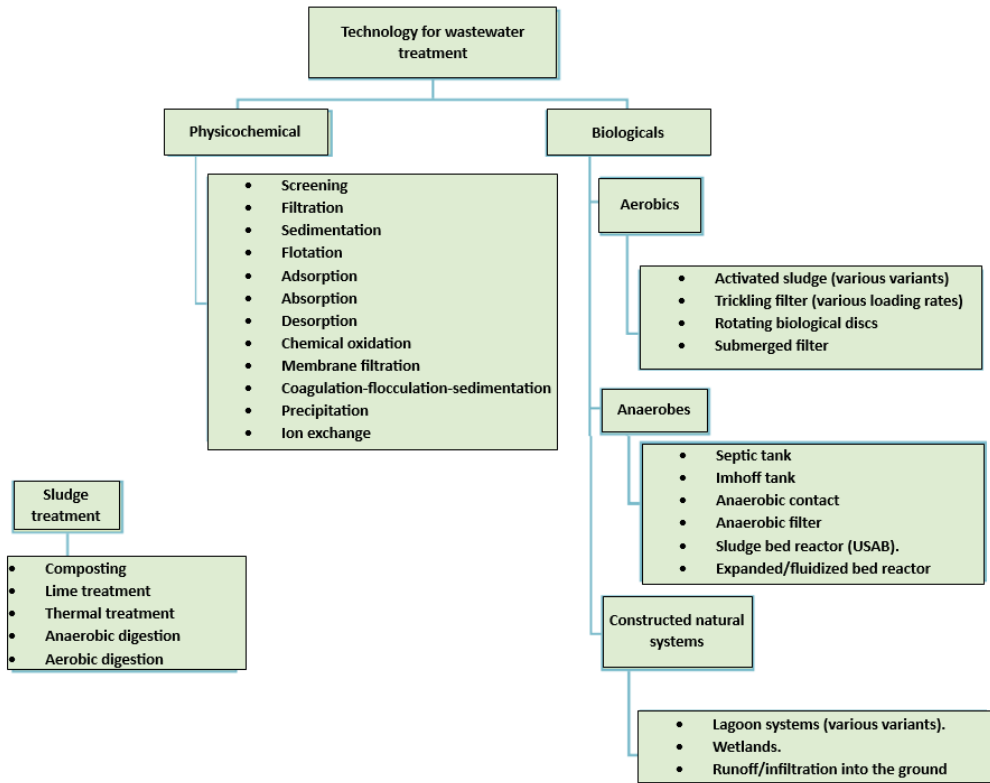 Technology for wastewater
treatment
Physicochemical
Biologicals
• Screening
• Filtration
• Sedimentation
• Flotation
• Adsorption
• Absorption
• Desorption
• Chemical oxidation
• Membrane filtration
• Coagulation-flocculation-sedimentation
• Precipitation
• Ion exchange
Aerobics
• Activated sludge (various variants)
• Trickling filter (various loading rates)
• Rotating biological discs
• Submerged filter
Anaerobes
• Septic tank
• Imhoff tank
• Anaerobic contact
• Anaerobic filter
• Sludge bed reactor (USAB).
• Expanded/fluidized bed reactor
Sludge
treatment
• Composting
• Lime treatment
• Thermal treatment
• Anaerobic digestion
• Aerobic digestion
Constructed natural
systems
• Lagoon systems (various variants).
• Wetlands.
• Runoff/infiltration into the ground